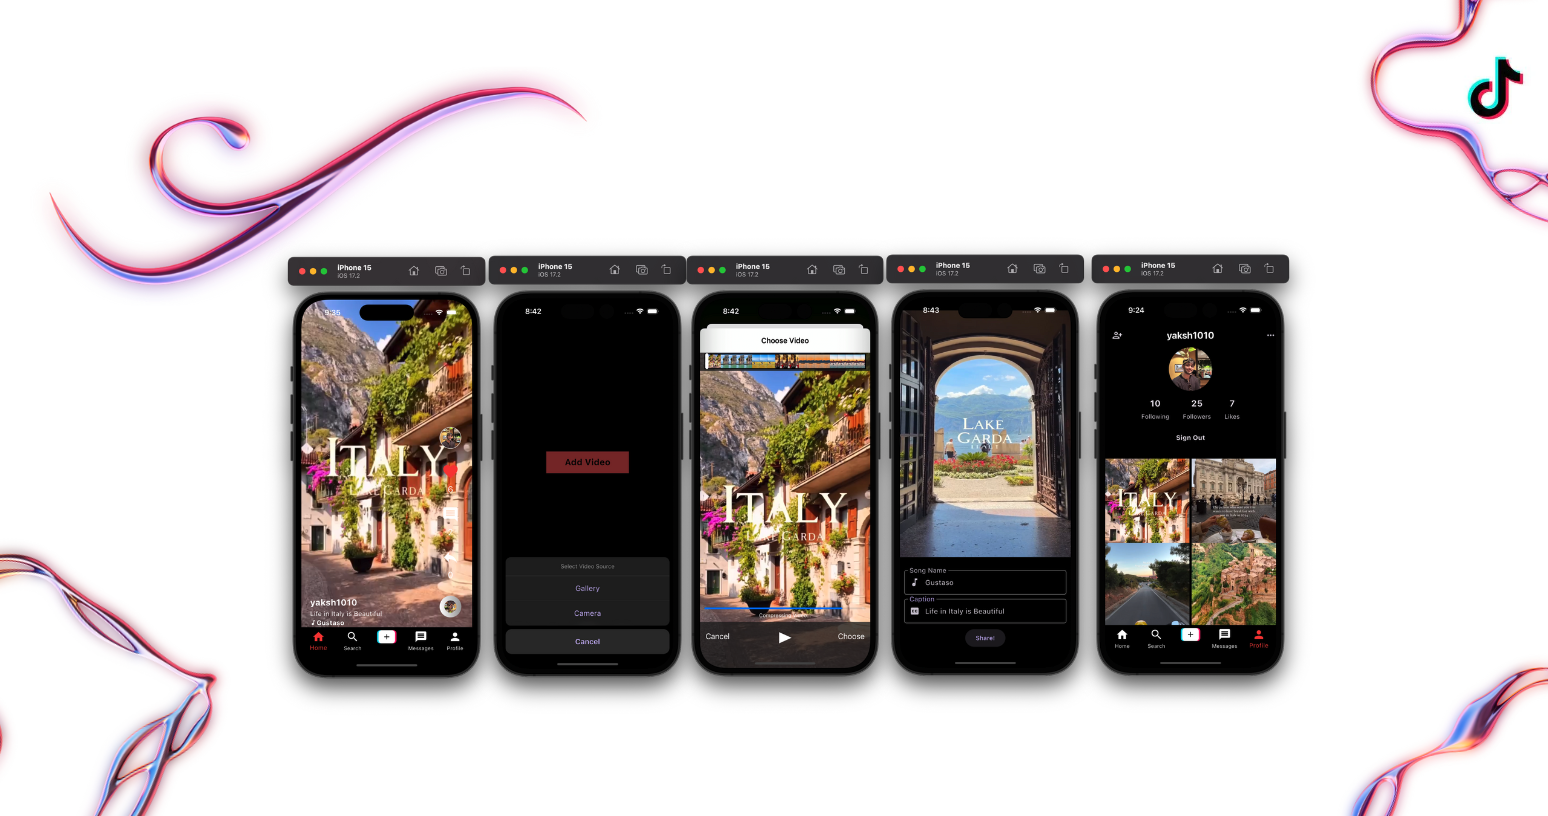 iPhone 15
iOS 17.2
9:35
ITALY
LAKE GARDA
6
yaksh1010
Life in Italy is Beautiful
Gustaso
Home
Search
Messages
Profile
iPhone 15
iOS 17.2
8:42
Add Video
Select Video Source
Gallery
Camera
Cancel
iPhone 15
iOS 17.2
8:42
Choose Video
ITALY
LAKE GARDA
Cancel
Choose
iPhone 15
iOS 17.2
8:43
LAKE
GARDA
Song Name
Gustaso
Caption
Life in Italy is Beautiful
Share!
iPhone 15
iOS 17.2
9:24
yaksh1010
10
25
7
Following
Followers
Likes
Sign Out
ITALY
Home
Search
Messages
Profile